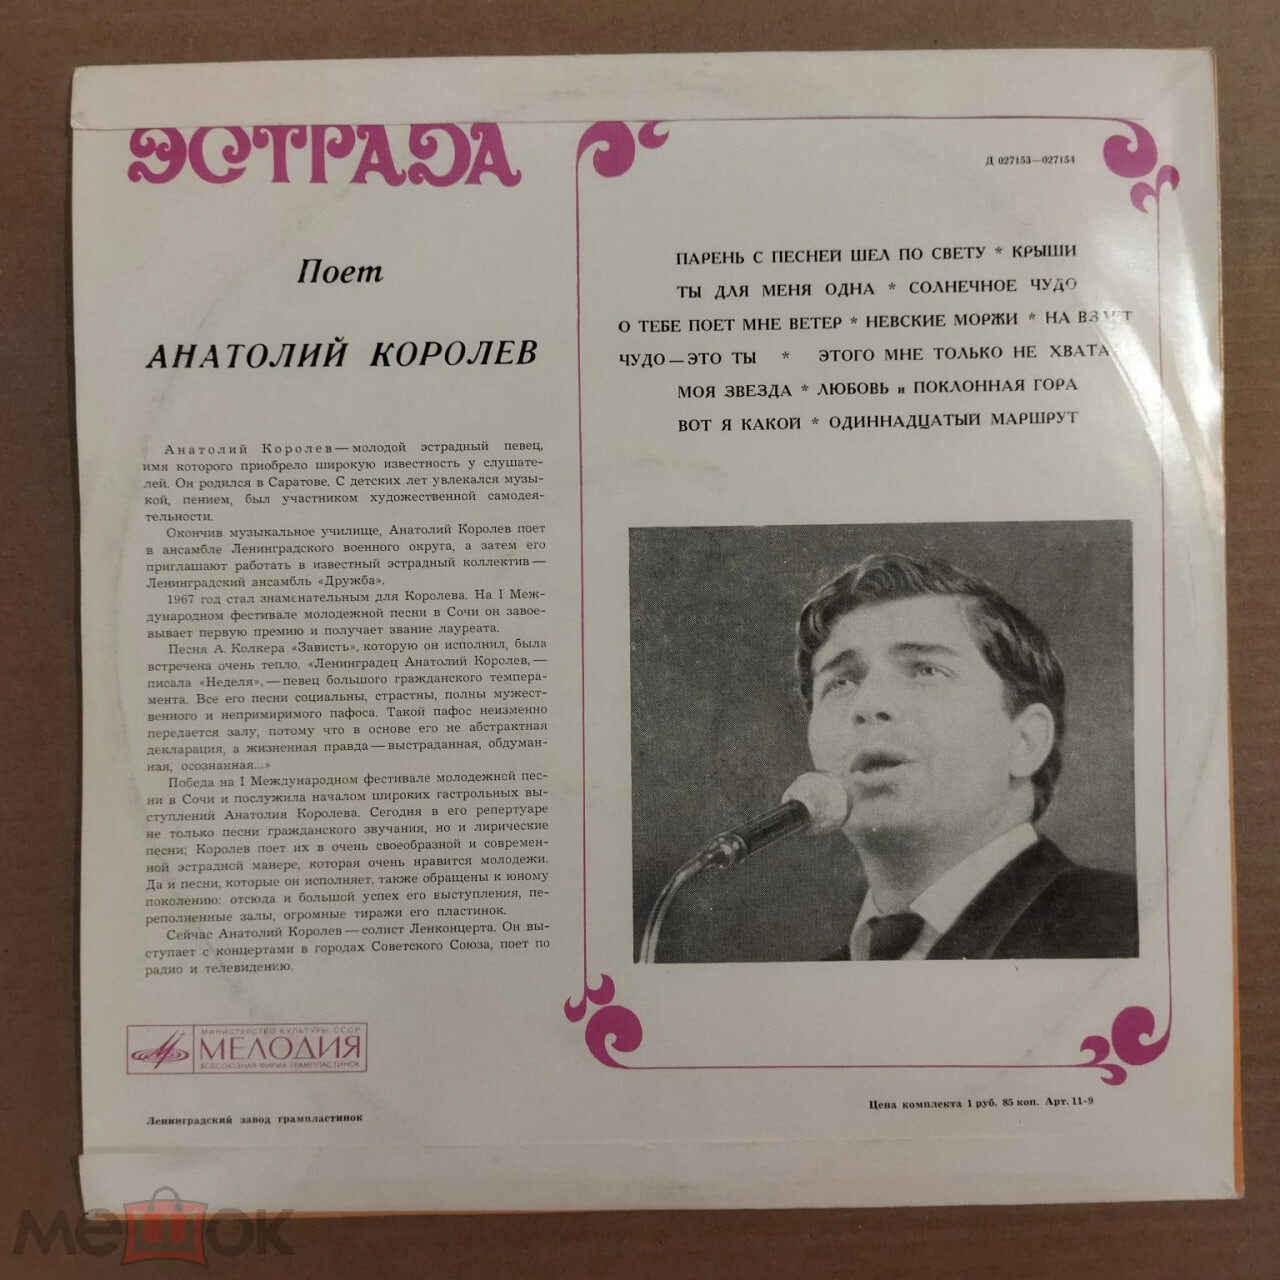 ЭСТРАДА
Поет
АНАТОЛИЙ КОРОЛЕВ
Анатолий Королев — молодой эстрадный певец,
имя которого приобрело широкую известность у слушате-
лей. Он родился в Саратове. С детских лет увлекался музы-
кой, пением, был участником художественной самодея-
тельности.
Окончив музыкальное училище, Анатолий Королев поет
в ансамбле Ленинградского военного округа, а затем его
приглашают работать в известный эстрадный коллектив —
Ленинградский ансамбль «Дружба».
1967 год стал знаменательным для Королева. На I Меж-
дународном фестивале молодежной песни в Сочи он завое-
вывает первую премию и получает звание лауреата.
Песня А. Колкера «Зависть», которую он исполнил, была
встречена очень тепло. «Ленинградец Анатолий Королев, —
писала «Неделя», — певец большого гражданского темпера-
мента. Все его песни социальны, страстны, полны мужест-
венного и непримиримого пафоса. Такой пафос неизменно
передается залу, потому что в основе его не абстрактная
декларация, а жизненная правда — выстраданная, обдуман-
ная, осознанная...»
Победа на I Международном фестивале молодежной пес-
ни в Сочи и послужила началом широких гастрольных вы-
ступлений Анатолия Королева. Сегодня в его репертуаре
не только песни гражданского звучания, но и лирические
песни; Королев поет их в очень своеобразной и современ-
ной эстрадной манере, которая очень нравится молодежи.
Да и песни, которые он исполняет, также обращены к юному
поколению: отсюда и большой успех его выступления, пе-
реполненные залы, огромные тиражи его пластинок.
Сейчас Анатолий Королев — солист Ленконцерта. Он вы-
ступает с концертами в городах Советского Союза, поет по
радио и телевидению.
МИНИСТЕРСТВО КУЛЬТУРЫ СССР
МЕЛОДИЯ
ВСЕСОЮЗНАЯ ФИРМА ГРАМПЛАСТИНОК
Ленинградский завод грампластинок
Д 027153—027154
ПАРЕНЬ С ПЕСНЕЙ ШЕЛ ПО СВЕТУ * КРЫШИ
ТЫ ДЛЯ МЕНЯ ОДНА * СОЛНЕЧНОЕ ЧУДО
О ТЕБЕ ПОЕТ МНЕ ВЕТЕР * НЕВСКИЕ МОРЖИ * НА ВЗЛЕТ
ЧУДО — ЭТО ТЫ * ЭТОГО МНЕ ТОЛЬКО НЕ ХВАТА
МОЯ ЗВЕЗДА * ЛЮБОВЬ и ПОКЛОННАЯ ГОРА
ВОТ Я КАКОЙ * ОДИННАДЦАТЫЙ МАРШРУТ
Цена комплекта 1 руб. 85 коп. Арт. 11-9
мешок